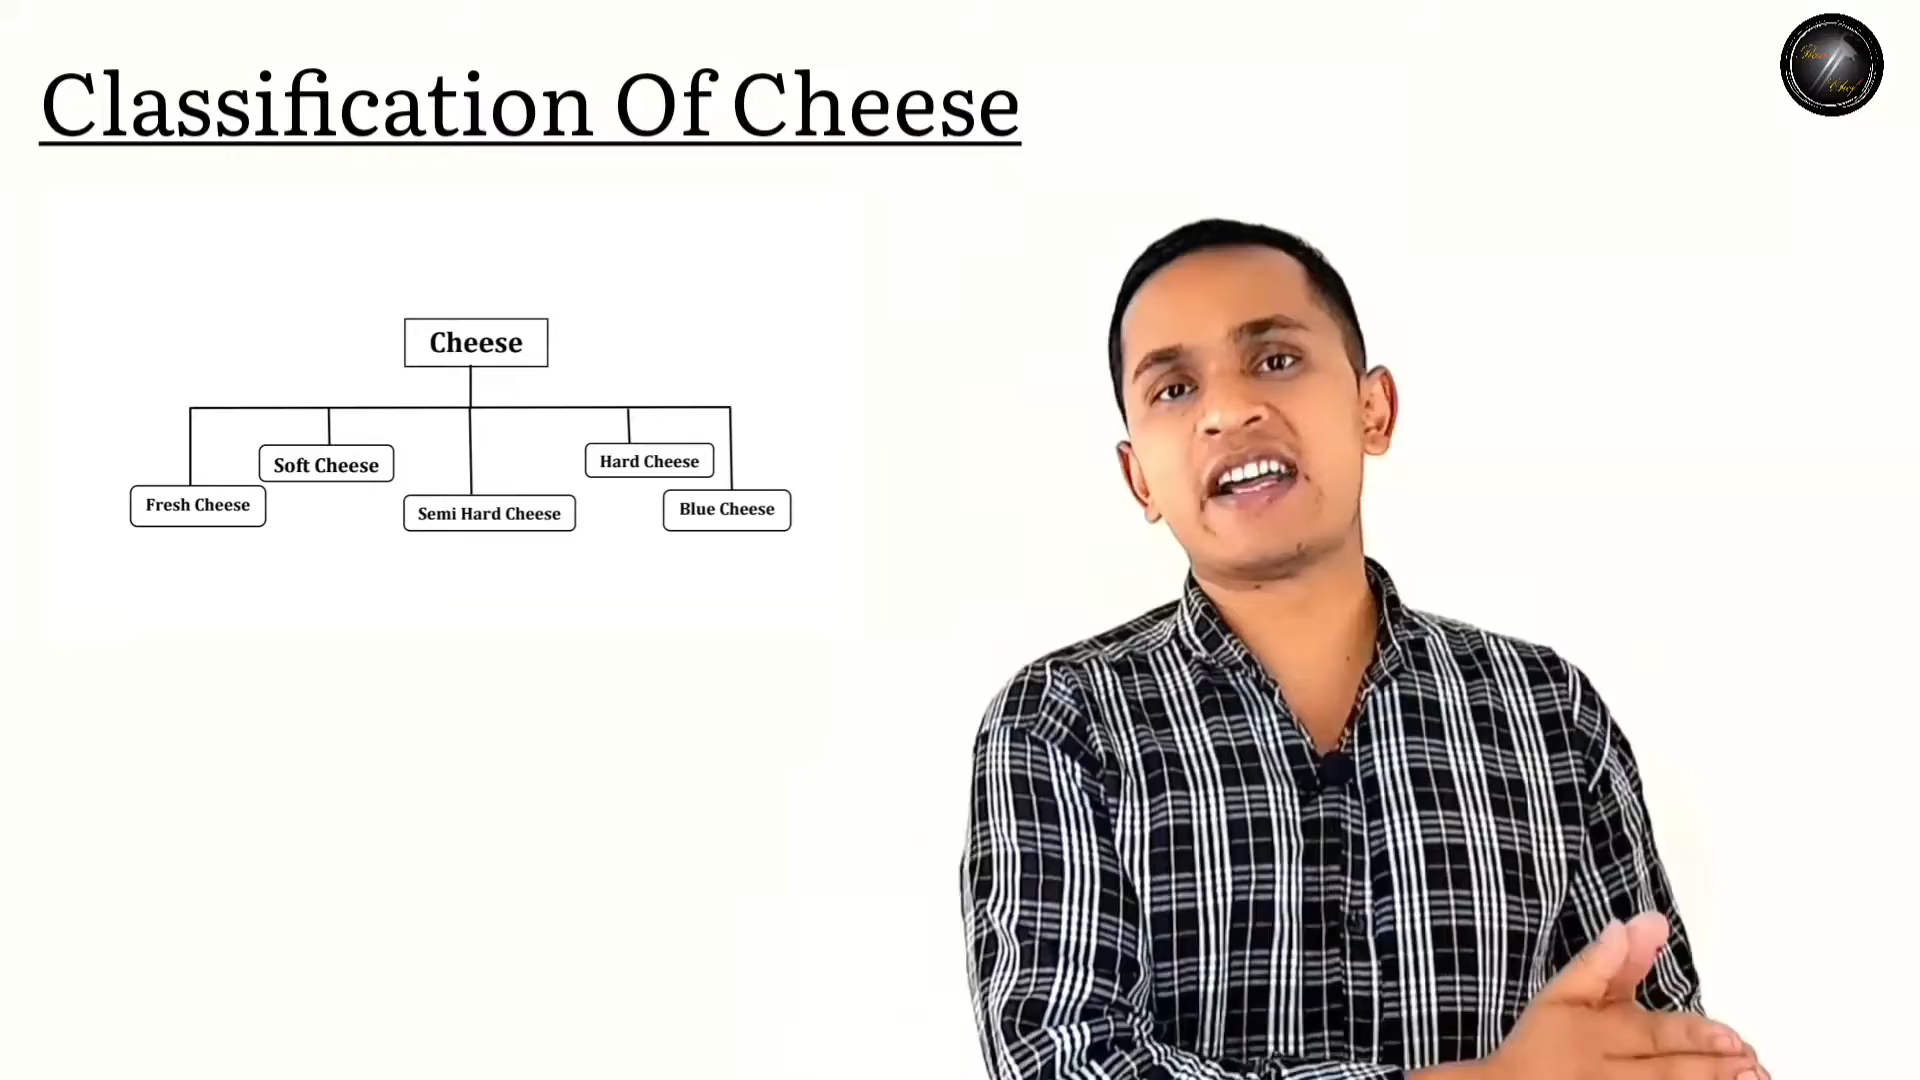 Classification Of Cheese
Cheese
Soft Cheese
Hard Cheese
Fresh Cheese
Semi Hard Cheese
Blue Cheese